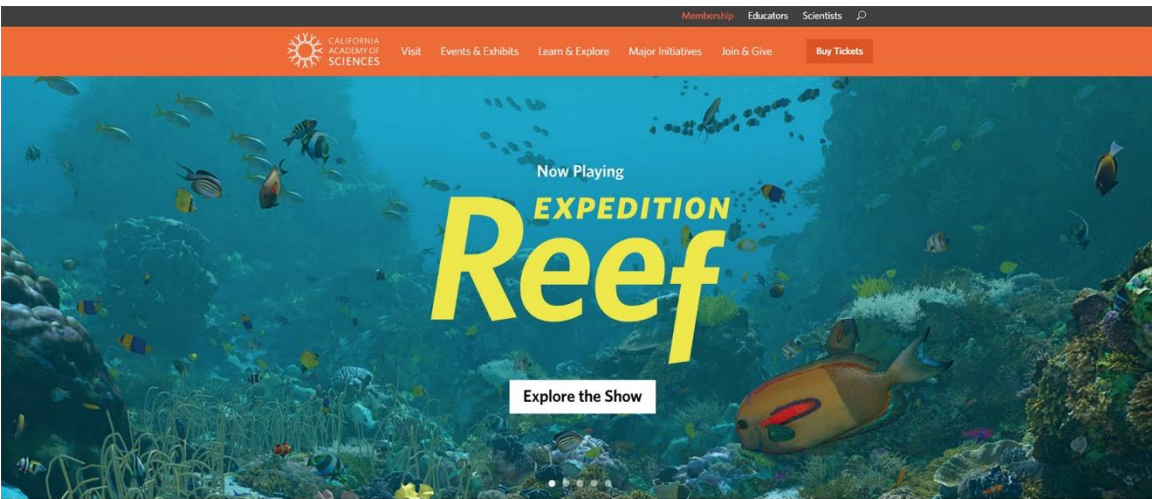 Membership Educators Scientists
CALIFORNIA
ACADEMY OF
SCIENCES
Visit Events & Exhibits Learn & Explore Major Initiatives Join & Give Buy Tickets
Now Playing
EXPEDITION
Reef
Explore the Show